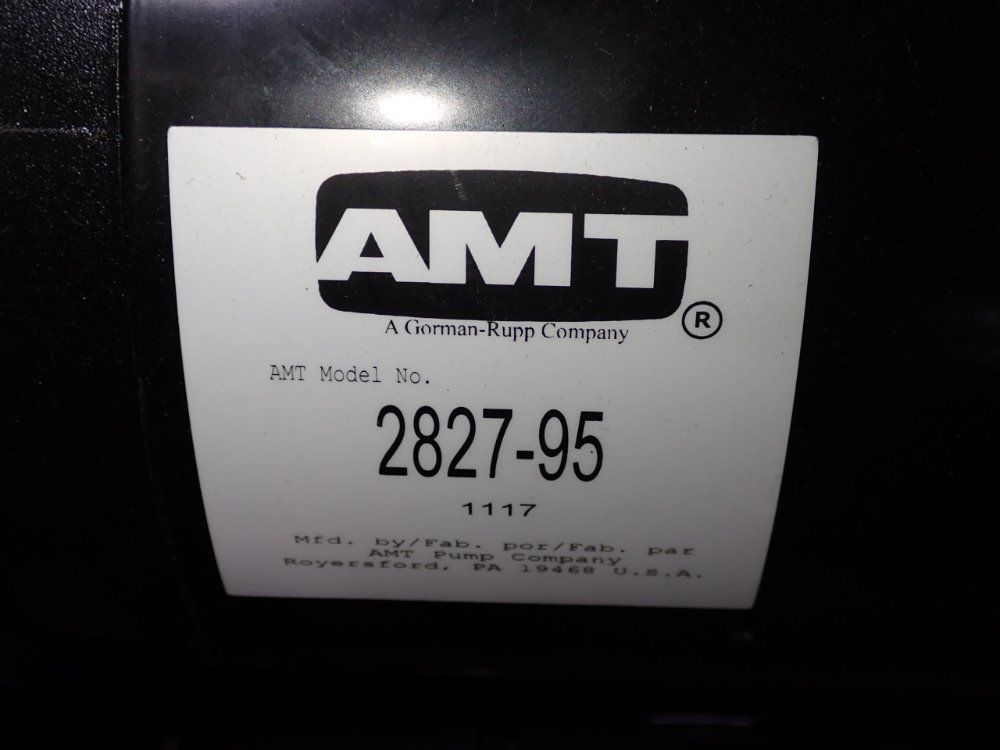 AMT
®
A Gorman-Rupp Company
AMT Model No.
2827-95
1117
Mfd. by/Fab. por/Fab. par
AMT Pump Company
Royersford, PA 19468 U.S.A.